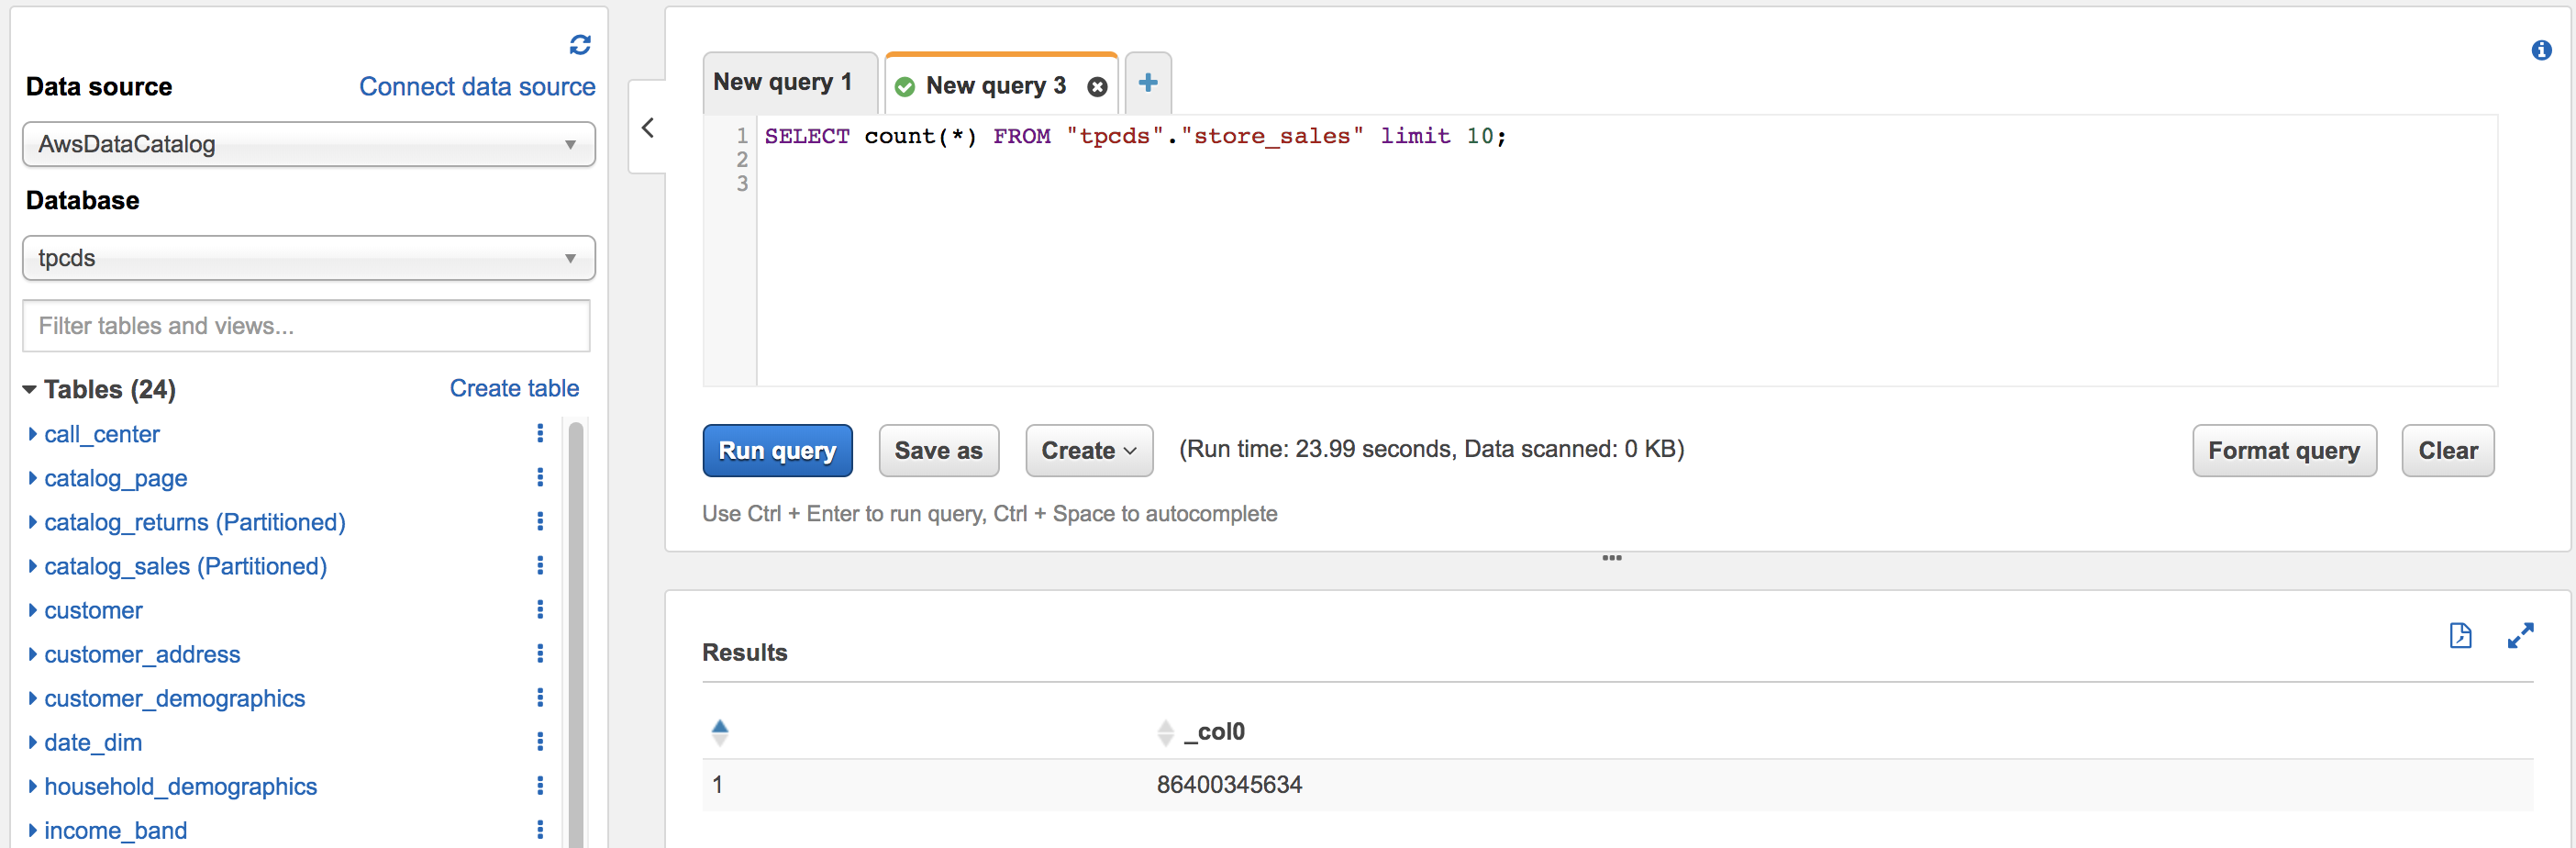 Data source Connect data source
AwsDataCatalog
Database
tpcds
Filter tables and views...
Tables (24) Create table
call_center
catalog_page
catalog_returns (Partitioned)
catalog_sales (Partitioned)
customer
customer_address
customer_demographics
date_dim
household_demographics
income_band
New query 1 New query 3
1 SELECT count(*) FROM "tpcds"."store_sales" limit 10;
2
3
Run query Save as Create (Run time: 23.99 seconds, Data scanned: 0 KB) Format query Clear
Use Ctrl + Enter to run query, Ctrl + Space to autocomplete
Results
_col0
1 86400345634